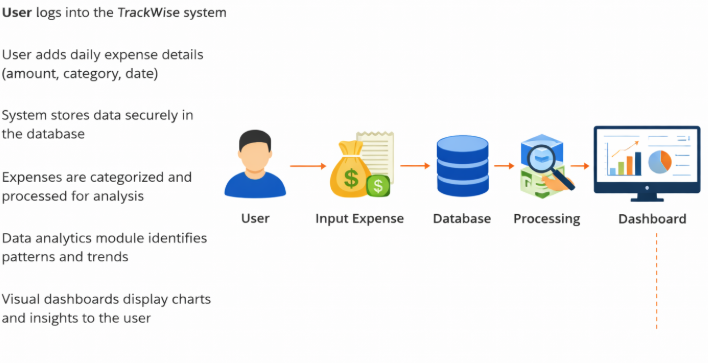 User logs into the TrackWise system
User adds daily expense details
(amount, category, date)
System stores data securely in
the database
Expenses are categorized and
processed for analysis
Data analytics module identifies
patterns and trends
Visual dashboards display charts
and insights to the user
$
$
User
Input Expense
Database
Processing
Dashboard